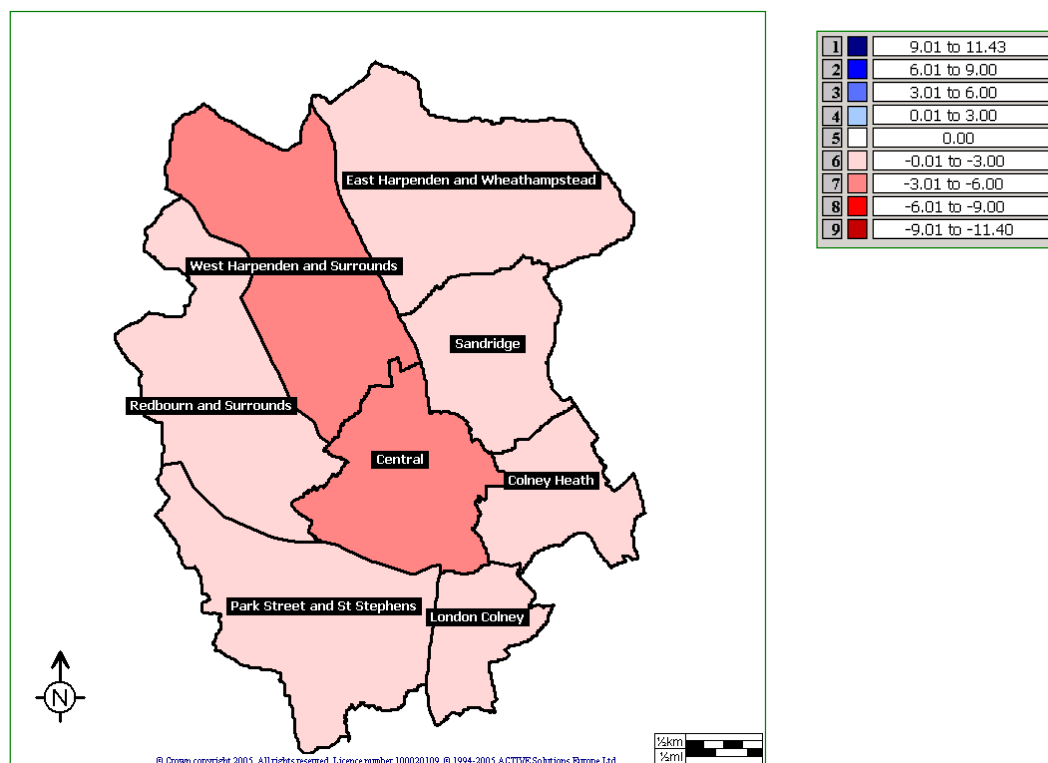 1 9.01 to 11.43
2 6.01 to 9.00
3 3.01 to 6.00
4 0.01 to 3.00
5 0.00
6 -0.01 to -3.00
7 -3.01 to -6.00
8 -6.01 to -9.00
9 -9.01 to -11.40
East Harpenden and Wheathampstead
West Harpenden and Surrounds
Sandridge
Redbourn and Surrounds
Central
Colney Heath
Park Street and St Stephens
London Colney
N
½km
½ml
© Crown copyright 2005. All rights reserved. Licence number 100020109. © 1994-2005 ACTIVE Solutions Europe Ltd.